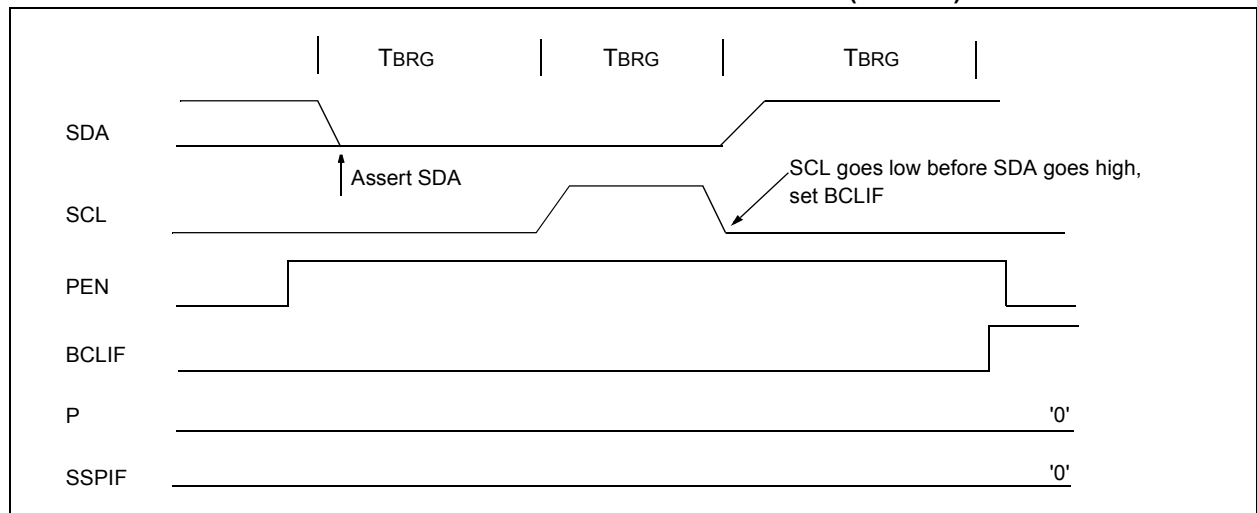 TBRG TBRG TBRG
SDA
Assert SDA
SCL goes low before SDA goes high,
set BCLIF
SCL
PEN
BCLIF
P '0'
SSPIF '0'